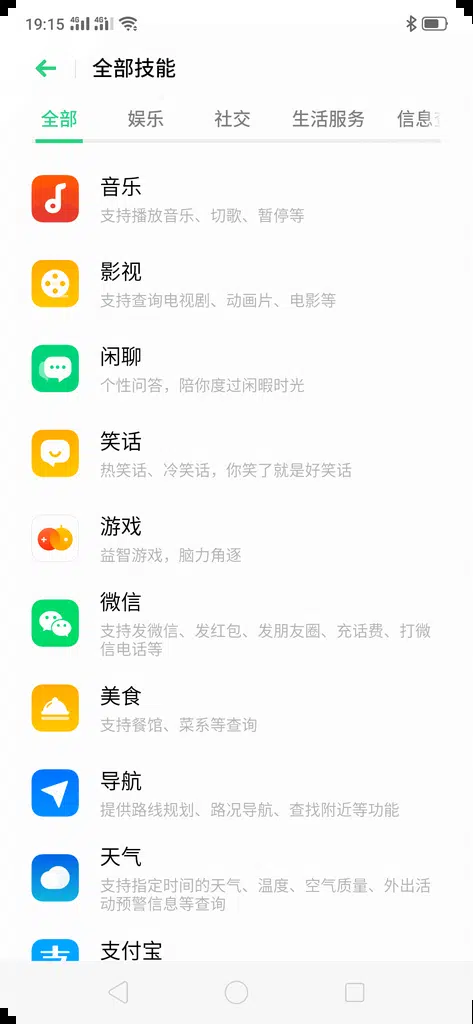 19:15
全部技能
全部 娱乐 社交 生活服务 信息
音乐
支持播放音乐、切歌、暂停等
影视
支持查询电视剧、动画片、电影等
闲聊
个性问答，陪你度过闲暇时光
笑话
热笑话、冷笑话，你笑了就是好笑话
游戏
益智游戏，脑力角逐
微信
支持发微信、发红包、发朋友圈、充话费、打微
信电话等
美食
支持餐馆、菜系等查询
导航
提供路线规划、路况导航、查找附近等功能
天气
支持指定时间的天气、温度、空气质量、外出活
动预警信息等查询
支付宝